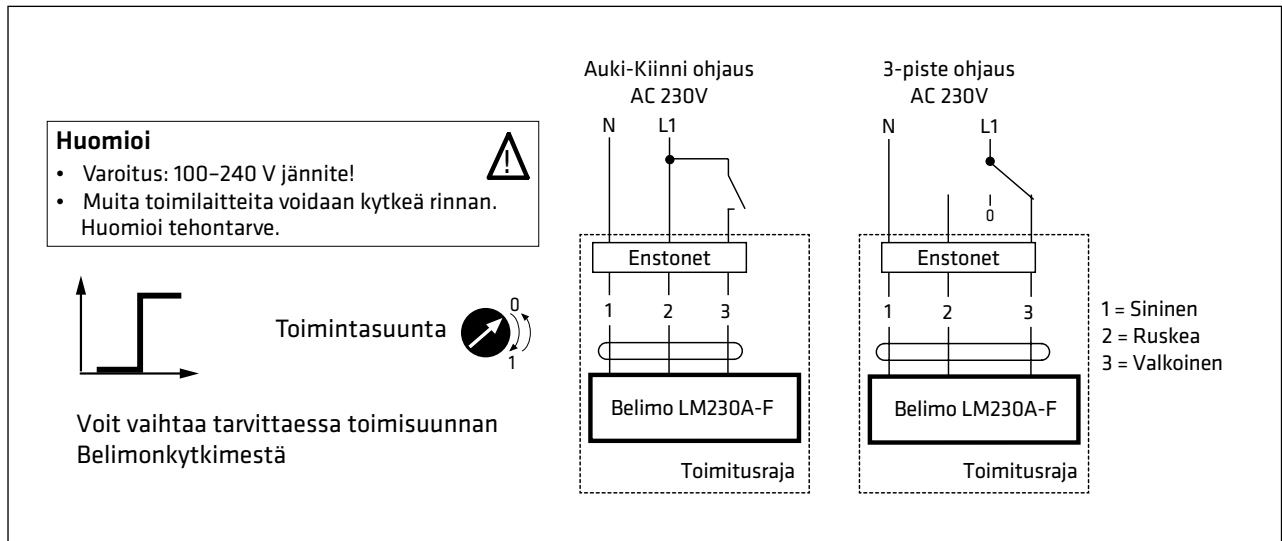 Huomioi
• Varoitus: 100–240 V jännite!
• Muita toimilaitteita voidaan kytkeä rinnan.
Huomioi tehontarve.
Toimintasuunta
0
1
Voit vaihtaa tarvittaessa toimisuunnan
Belimonkytkimestä
Auki-Kiinni ohjaus
AC 230V
N L1
Enstonet
1 2 3
Belimo LM230A-F
Toimitusraja
3-piste ohjaus
AC 230V
N L1
0
Enstonet
1 2 3
Belimo LM230A-F
Toimitusraja
1 = Sininen
2 = Ruskea
3 = Valkoinen